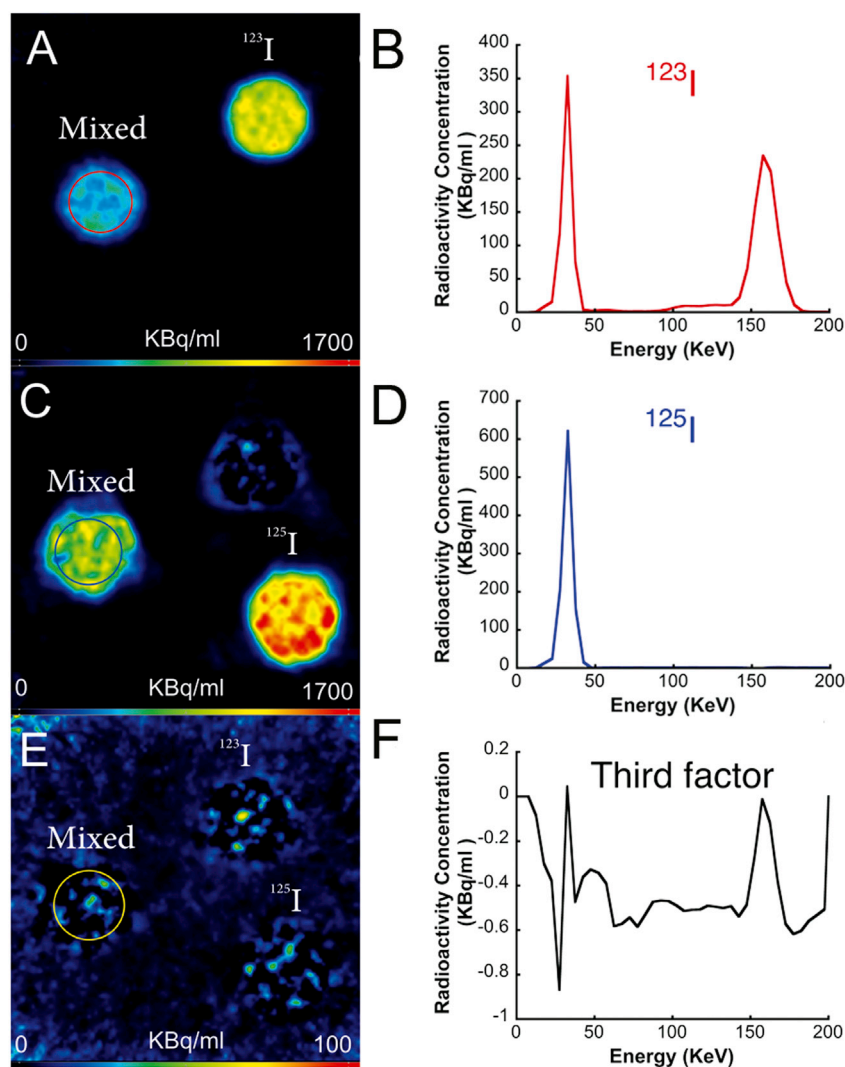 A
¹²³I
Mixed
0 KBq/ml 1700
B
Radioactivity Concentration
(KBq/ml)
400
350
300
250
200
150
100
50
0
¹²³I
0 50 100 150 200
Energy (KeV)
C
Mixed
¹²⁵I
0 KBq/ml 1700
D
Radioactivity Concentration
(KBq/ml)
700
600
500
400
300
200
100
0
¹²⁵I
0 50 100 150 200
Energy (KeV)
E
¹²³I
Mixed
¹²⁵I
0 KBq/ml 100
F
Radioactivity Concentration
(KBq/ml)
0.2
0
-0.2
-0.4
-0.6
-0.8
-1
Third factor
0 50 100 150 200
Energy (KeV)